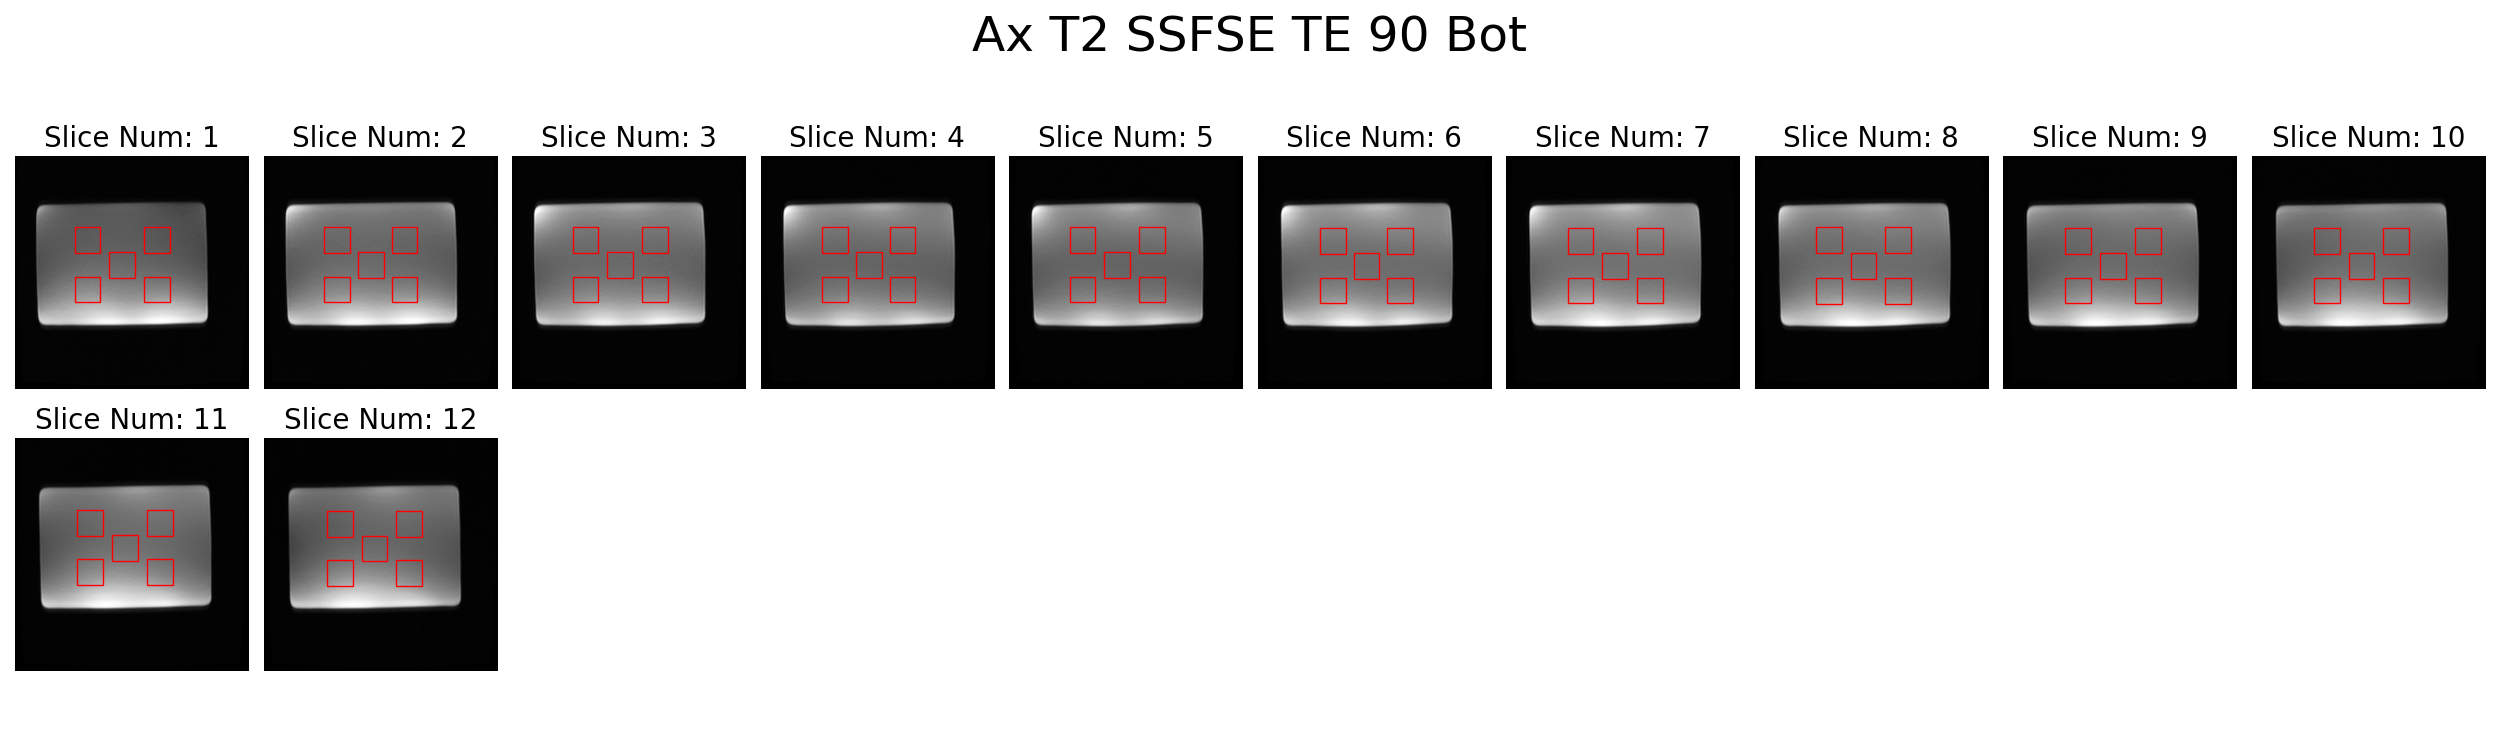 Ax T2 SSFSE TE 90 Bot
Slice Num: 1
Slice Num: 2
Slice Num: 3
Slice Num: 4
Slice Num: 5
Slice Num: 6
Slice Num: 7
Slice Num: 8
Slice Num: 9
Slice Num: 10
Slice Num: 11
Slice Num: 12